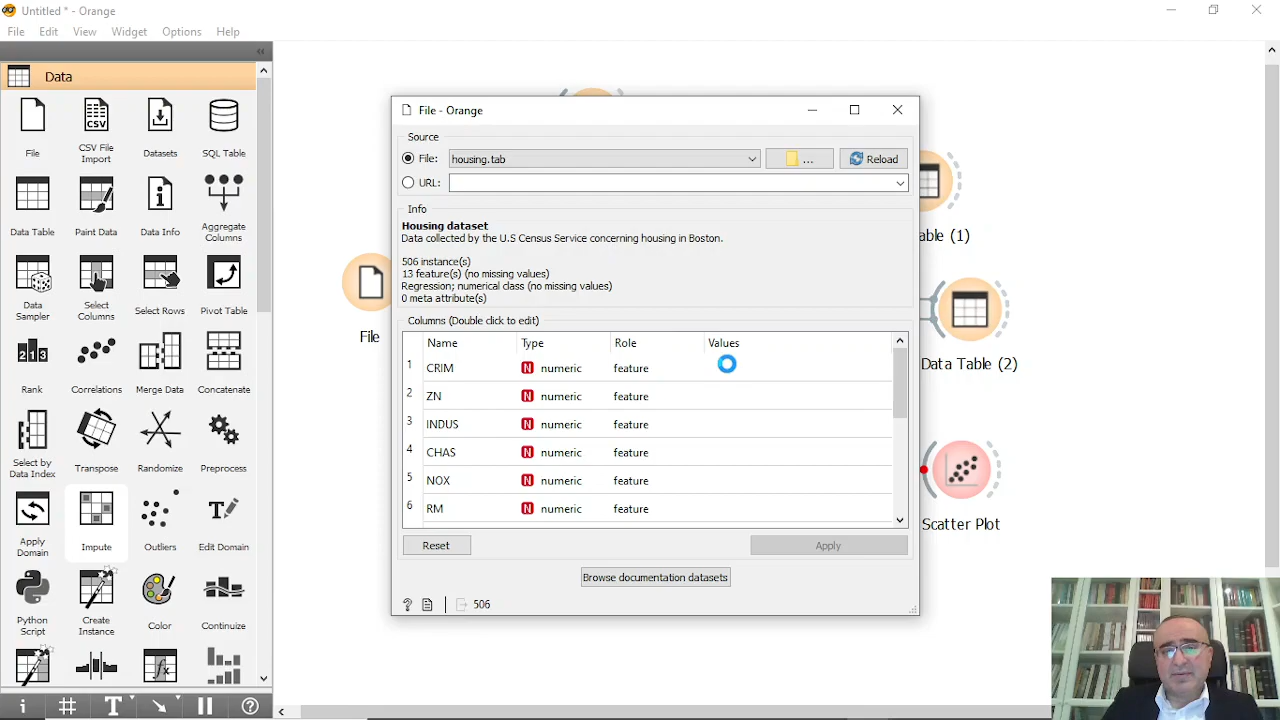 Untitled * - Orange
File Edit View Widget Options Help
Data
File CSV File Import Datasets SQL Table
Data Table Paint Data Data Info Aggregate Columns
Data Sampler Select Columns Select Rows Pivot Table
Rank Correlations Merge Data Concatenate
Select by Data Index Transpose Randomize Preprocess
Apply Domain Impute Outliers Edit Domain
Python Script Create Instance Color Continuize
File
able (1)
Data Table (2)
Scatter Plot
File - Orange
Source
File: housing.tab ... Reload
URL:
Info
Housing dataset
Data collected by the U.S Census Service concerning housing in Boston.
506 instance(s)
13 feature(s) (no missing values)
Regression; numerical class (no missing values)
0 meta attribute(s)
Columns (Double click to edit)
Name Type Role Values
1 CRIM N numeric feature
2 ZN N numeric feature
3 INDUS N numeric feature
4 CHAS N numeric feature
5 NOX N numeric feature
6 RM N numeric feature
Reset Apply
Browse documentation datasets
? 506